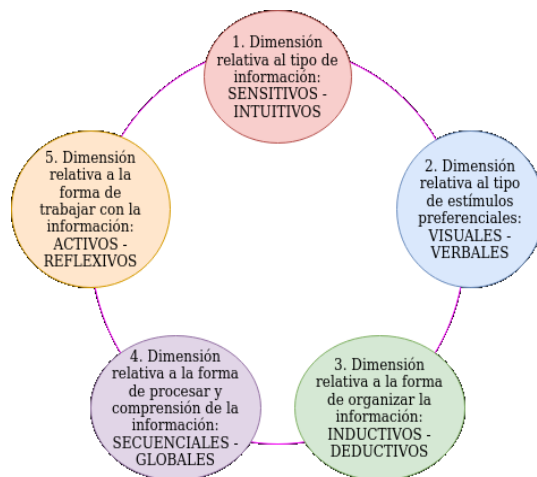 1. Dimensión
relativa al tipo de
información:
SENSITIVOS -
INTUITIVOS
2. Dimensión
relativa al tipo
de estímulos
preferenciales:
VISUALES -
VERBALES
3. Dimensión
relativa a la forma
de organizar la
información:
INDUCTIVOS -
DEDUCTIVOS
4. Dimensión
relativa a la forma
de procesar y
comprensión de la
información:
SECUENCIALES -
GLOBALES
5. Dimensión
relativa a la
forma de
trabajar con la
información:
ACTIVOS -
REFLEXIVOS